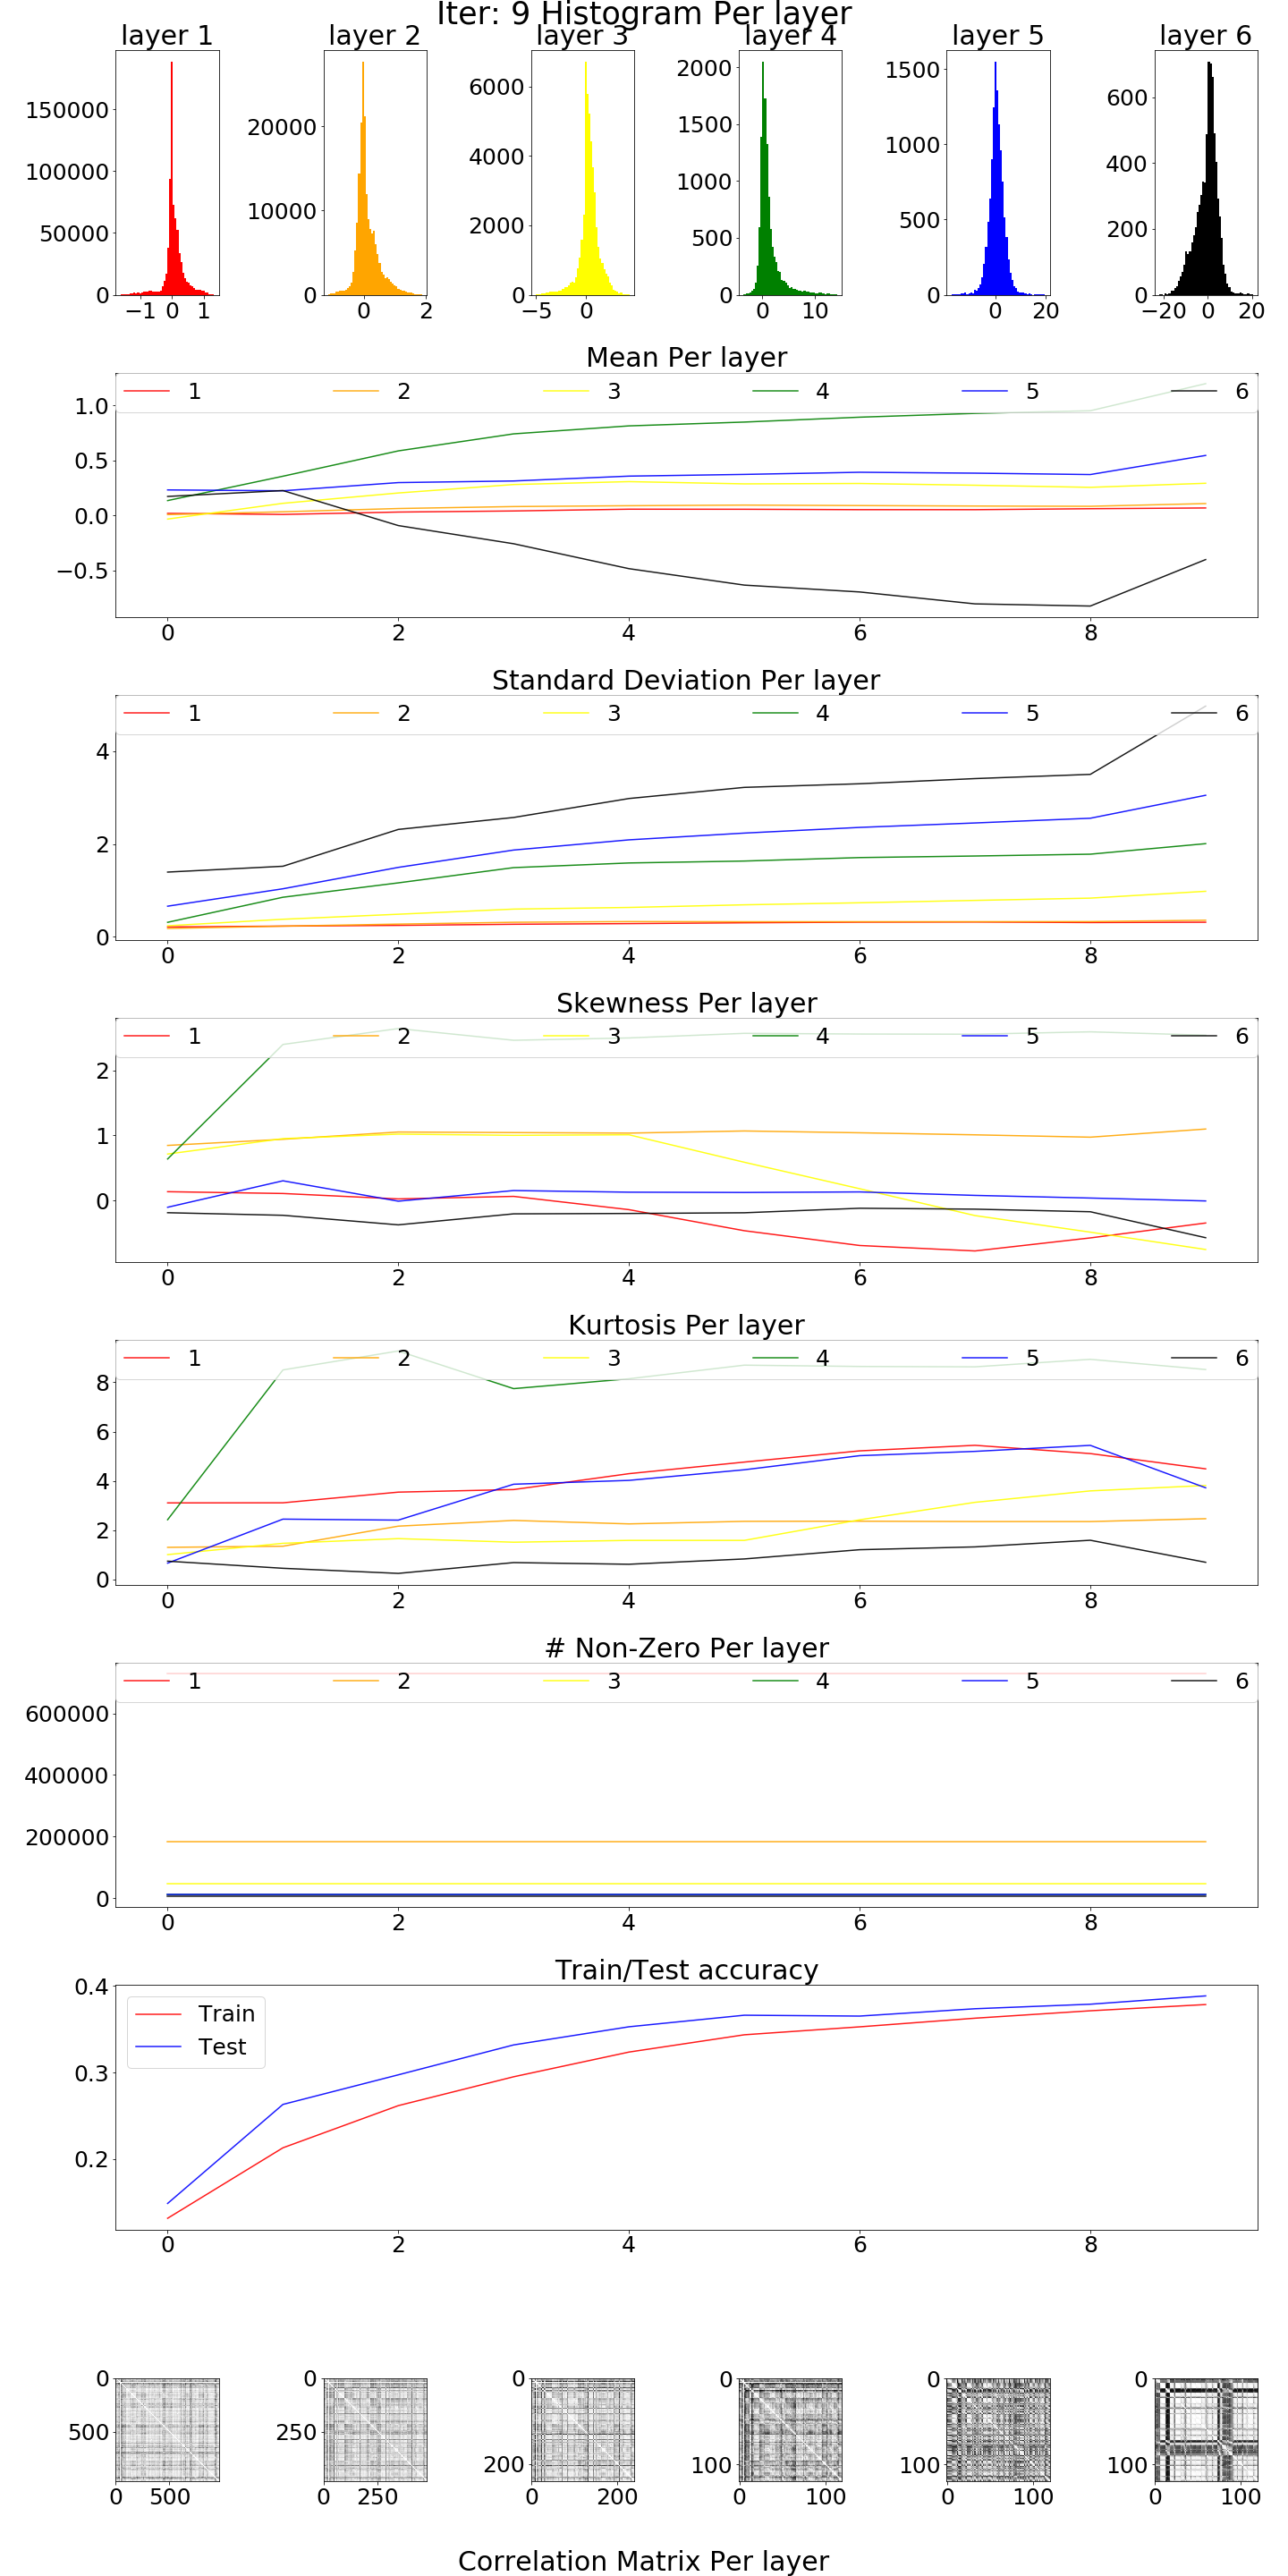 Iter: 9 Histogram Per layer
layer 1 layer 2 layer 3 layer 4 layer 5 layer 6
150000 100000 50000 0
−1 0 1
20000 10000 0
0 2
6000 4000 2000 0
−5 0
2000 1500 1000 500 0
0 10
1500 1000 500 0
0 20
600 400 200 0
−20 0 20
Mean Per layer
1 2 3 4 5 6
1.0
0.5
0.0
−0.5
0 2 4 6 8
Standard Deviation Per layer
1 2 3 4 5 6
4
2
0
0 2 4 6 8
Skewness Per layer
1 2 3 4 5 6
2
1
0
0 2 4 6 8
Kurtosis Per layer
1 2 3 4 5 6
8
6
4
2
0
0 2 4 6 8
# Non-Zero Per layer
1 2 3 4 5 6
600000
400000
200000
0
0 2 4 6 8
Train/Test accuracy
0.4
Train
Test
0.3
0.2
0 2 4 6 8
0 500
0 500
0 250
0 250
0 200
0 200
0 100
0 100
0 100
0 100
0 100
0 100
Correlation Matrix Per layer